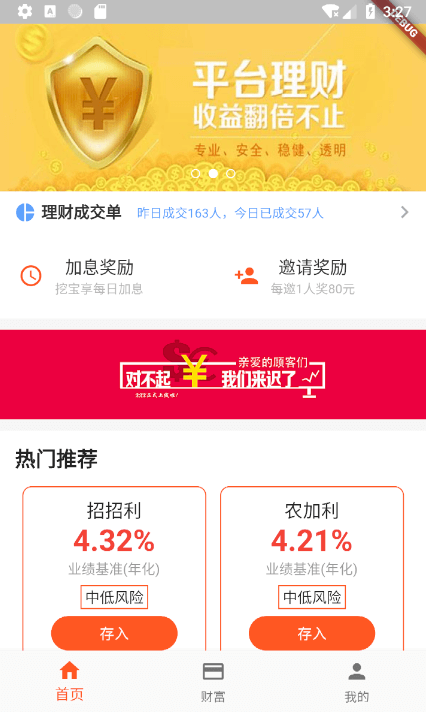 3:27
DEBUG
平台理财
收益翻倍不止
专业、安全、稳健、透明
理财成交单 昨日成交163人，今日已成交57人
加息奖励 邀请奖励
挖宝享每日加息 每邀1人奖80元
亲爱的顾客们
对不起 ¥ 我们来迟了
热门推荐
招招利 农加利
4.32% 4.21%
业绩基准(年化) 业绩基准(年化)
中低风险 中低风险
存入 存入
首页 财富 我的